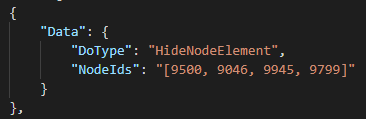 {
    "Data": {
        "DoType": "HideNodeElement",
        "NodeIds": "[9500, 9046, 9945, 9799]"
    }
},